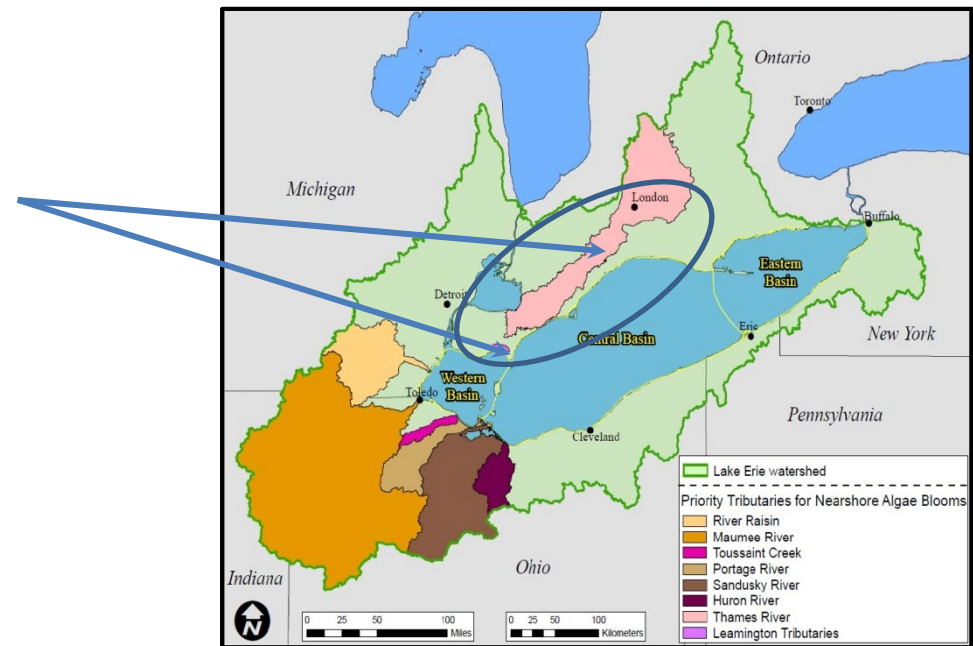 Ontario
Toronto
Michigan
London
Buffalo
Detroit
Eastern
Basin
Erie
New York
Central Basin
Western
Basin
Toledo
Pennsylvania
Cleveland
Ohio
Indiana
N
0 25 50 100
Miles
0 25 50 100
Kilometers
Lake Erie watershed
Priority Tributaries for Nearshore Algae Blooms
River Raisin
Maumee River
Toussaint Creek
Portage River
Sandusky River
Huron River
Thames River
Leamington Tributaries